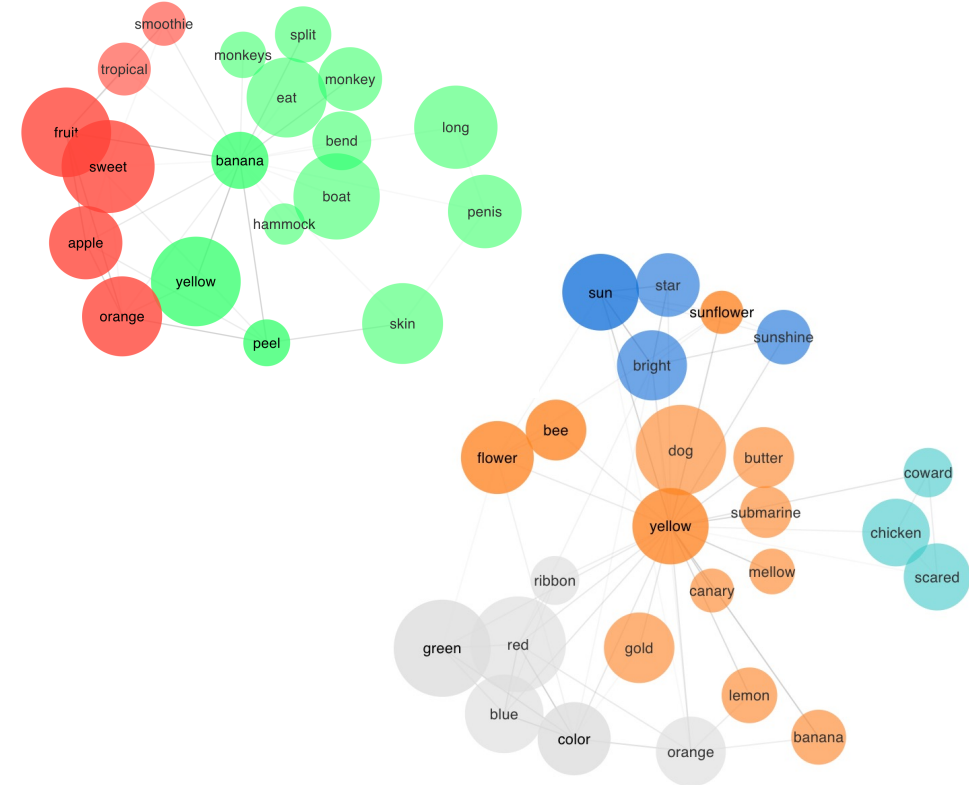 smoothie
split
monkeys
tropical
monkey
eat
long
fruit
bend
banana
sweet
boat
penis
hammock
apple
yellow
orange
skin
peel
star
sun
sunflower
sunshine
bright
bee
dog
flower
butter
coward
submarine
yellow
chicken
mellow
scared
ribbon
canary
red
green
gold
lemon
blue
color
banana
orange